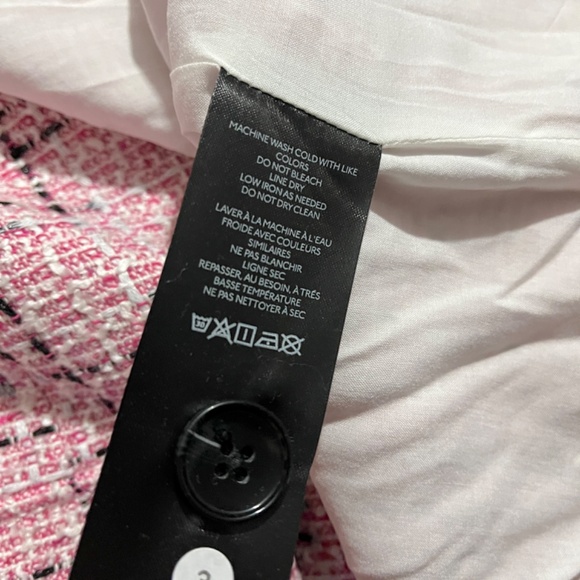 MACHINE WASH COLD WITH LIKE
COLORS
DO NOT BLEACH
LINE DRY
LOW IRON AS NEEDED
DO NOT DRY CLEAN
LAVER À LA MACHINE À L'EAU
FROIDE AVEC COULEURS
SIMILAIRES
NE PAS BLANCHIR
LIGNE SEC
REPASSER, AU BESOIN, À TRÉS
BASSE TEMPÉRATURE
NE PAS NETTOYER À SEC
30